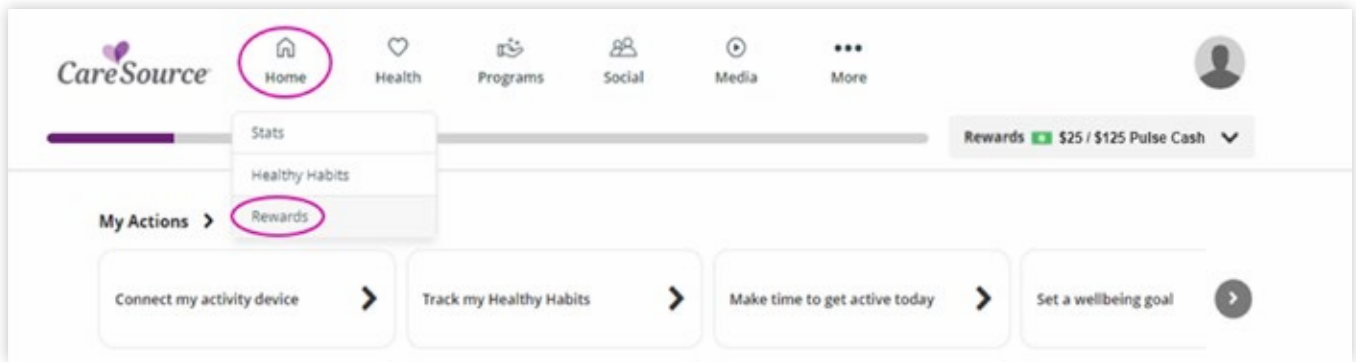 CareSource
Home
Health
Programs
Social
Media
More
Stats
Healthy Habits
Rewards
Rewards $25 / $125 Pulse Cash
My Actions
Connect my activity device
Track my Healthy Habits
Make time to get active today
Set a wellbeing goal